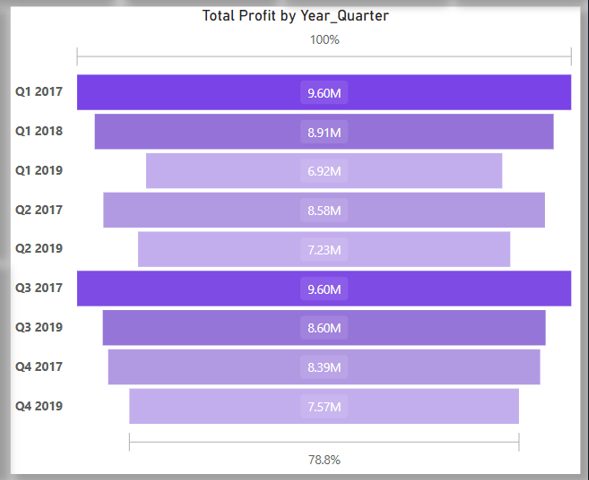 Total Profit by Year_Quarter
100%
Q1 2017 9.60M
Q1 2018 8.91M
Q1 2019 6.92M
Q2 2017 8.58M
Q2 2019 7.23M
Q3 2017 9.60M
Q3 2019 8.60M
Q4 2017 8.39M
Q4 2019 7.57M
78.8%